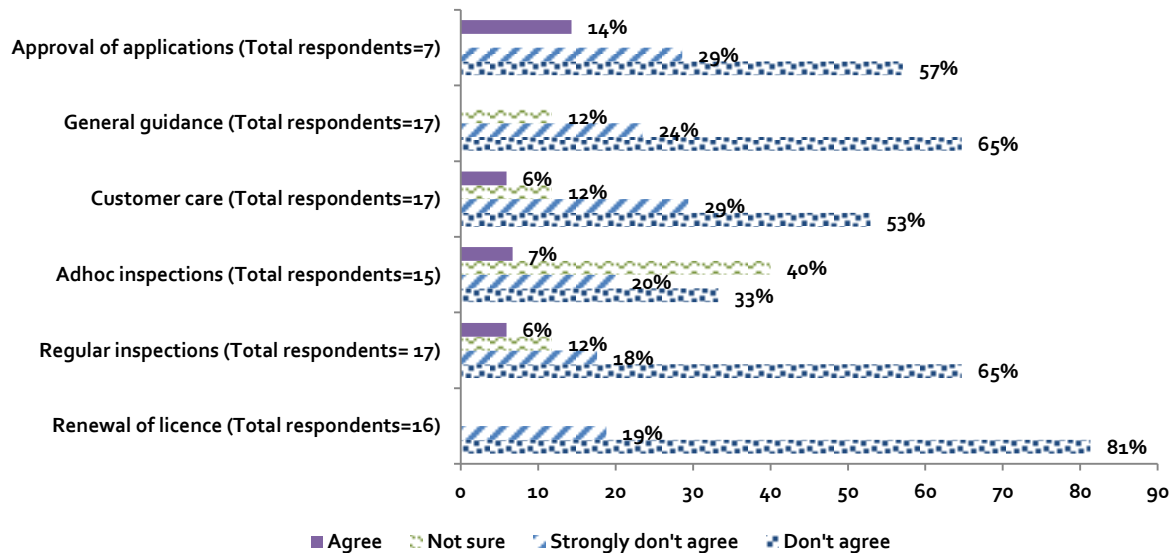 14%
Approval of applications (Total respondents=7)
29%
57%
12%
General guidance (Total respondents=17)
24%
65%
6%
Customer care (Total respondents=17)
12%
29%
53%
7%
Adhoc inspections (Total respondents=15)
40%
20%
33%
6%
Regular inspections (Total respondents= 17)
12%
18%
65%
Renewal of licence (Total respondents=16)
19%
81%
0 10 20 30 40 50 60 70 80 90
Agree Not sure Strongly don't agree Don't agree